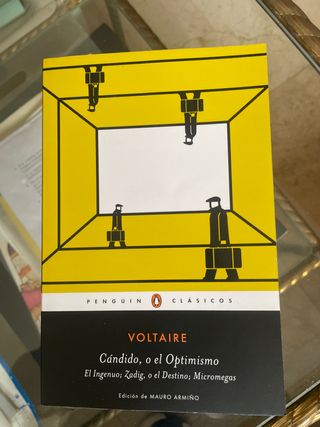 PENGUIN CLÁSICOS
VOLTAIRE
Cándido, o el Optimismo
El Ingenuo; Zadig, o el Destino; Micromegas
Edición de MAURO ARMIÑO